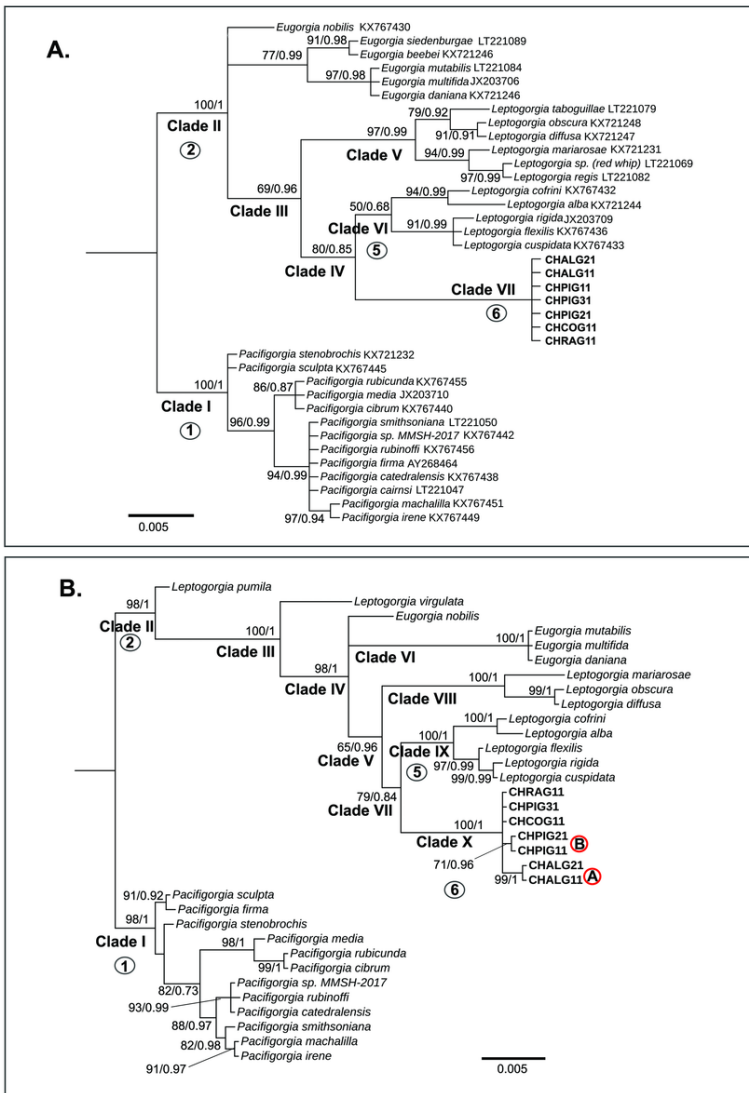 A.
Eugorgia nobilis KX767430
91/0.98
Eugorgia siedenburgae LT221089
77/0.99
Eugorgia beebei KX721246
Eugorgia mutabilis LT221084
97/0.98
Eugorgia multifida JX203706
Eugorgia daniana KX721246
100/1
Clade II
2
Leptogorgia taboguillae LT221079
79/0.92
Leptogorgia obscura KX721248
97/0.99
91/0.91
Leptogorgia diffusa KX721247
Clade V
Leptogorgia mariarosae KX721231
94/0.99
Leptogorgia sp. (red whip) LT221069
97/0.99
Leptogorgia regis LT221082
69/0.96
Clade III
94/0.99
Leptogorgia cofrini KX767432
50/0.68
Leptogorgia alba KX721244
Clade VI
5
Leptogorgia rigida JX203709
91/0.99
Leptogorgia flexilis KX767436
Leptogorgia cuspidata KX767433
80/0.85
Clade IV
CHALG21
CHALG11
Clade VII
CHPIG11
6
CHPIG31
CHPIG21
CHCOG11
CHRAG11
Pacifigorgia stenobrochis KX721232
Pacifigorgia sculpta KX767445
100/1
Clade I
1
Pacifigorgia rubicunda KX767455
86/0.87
Pacifigorgia media JX203710
Pacifigorgia cibrum KX767440
96/0.99
Pacifigorgia smithsoniana LT221050
Pacifigorgia sp. MMSH-2017 KX767442
Pacifigorgia rubinoffi KX767456
Pacifigorgia firma AY268464
94/0.99
Pacifigorgia catedralensis KX767438
Pacifigorgia cairnsi LT221047
Pacifigorgia machalilla KX767451
97/0.94
Pacifigorgia irene KX767449
0.005
B.
Leptogorgia pumila
98/1
Clade II
2
Leptogorgia virgulata
100/1
Clade III
Eugorgia nobilis
98/1
Clade IV
Eugorgia mutabilis
100/1
Eugorgia multifida
Clade VI
Eugorgia daniana
Leptogorgia mariarosae
100/1
Clade VIII
99/1
Leptogorgia obscura
Leptogorgia diffusa
65/0.96
Clade V
Leptogorgia cofrini
100/1
Leptogorgia alba
100/1
Clade IX
5
Leptogorgia flexilis
97/0.99
Leptogorgia rigida
99/0.99
Leptogorgia cuspidata
79/0.84
Clade VII
CHRAG11
CHPIG31
CHCOG11
100/1
Clade X
6
CHPIG21
CHPIG11
B
71/0.96
CHALG21
CHALG11
A
99/1
Pacifigorgia sculpta
91/0.92
Pacifigorgia firma
98/1
Clade I
1
Pacifigorgia stenobrochis
Pacifigorgia media
98/1
Pacifigorgia rubicunda
99/1
Pacifigorgia cibrum
82/0.73
Pacifigorgia sp. MMSH-2017
93/0.99
Pacifigorgia rubinoffi
Pacifigorgia catedralensis
88/0.97
Pacifigorgia smithsoniana
82/0.98
Pacifigorgia machalilla
91/0.97
Pacifigorgia irene
0.005